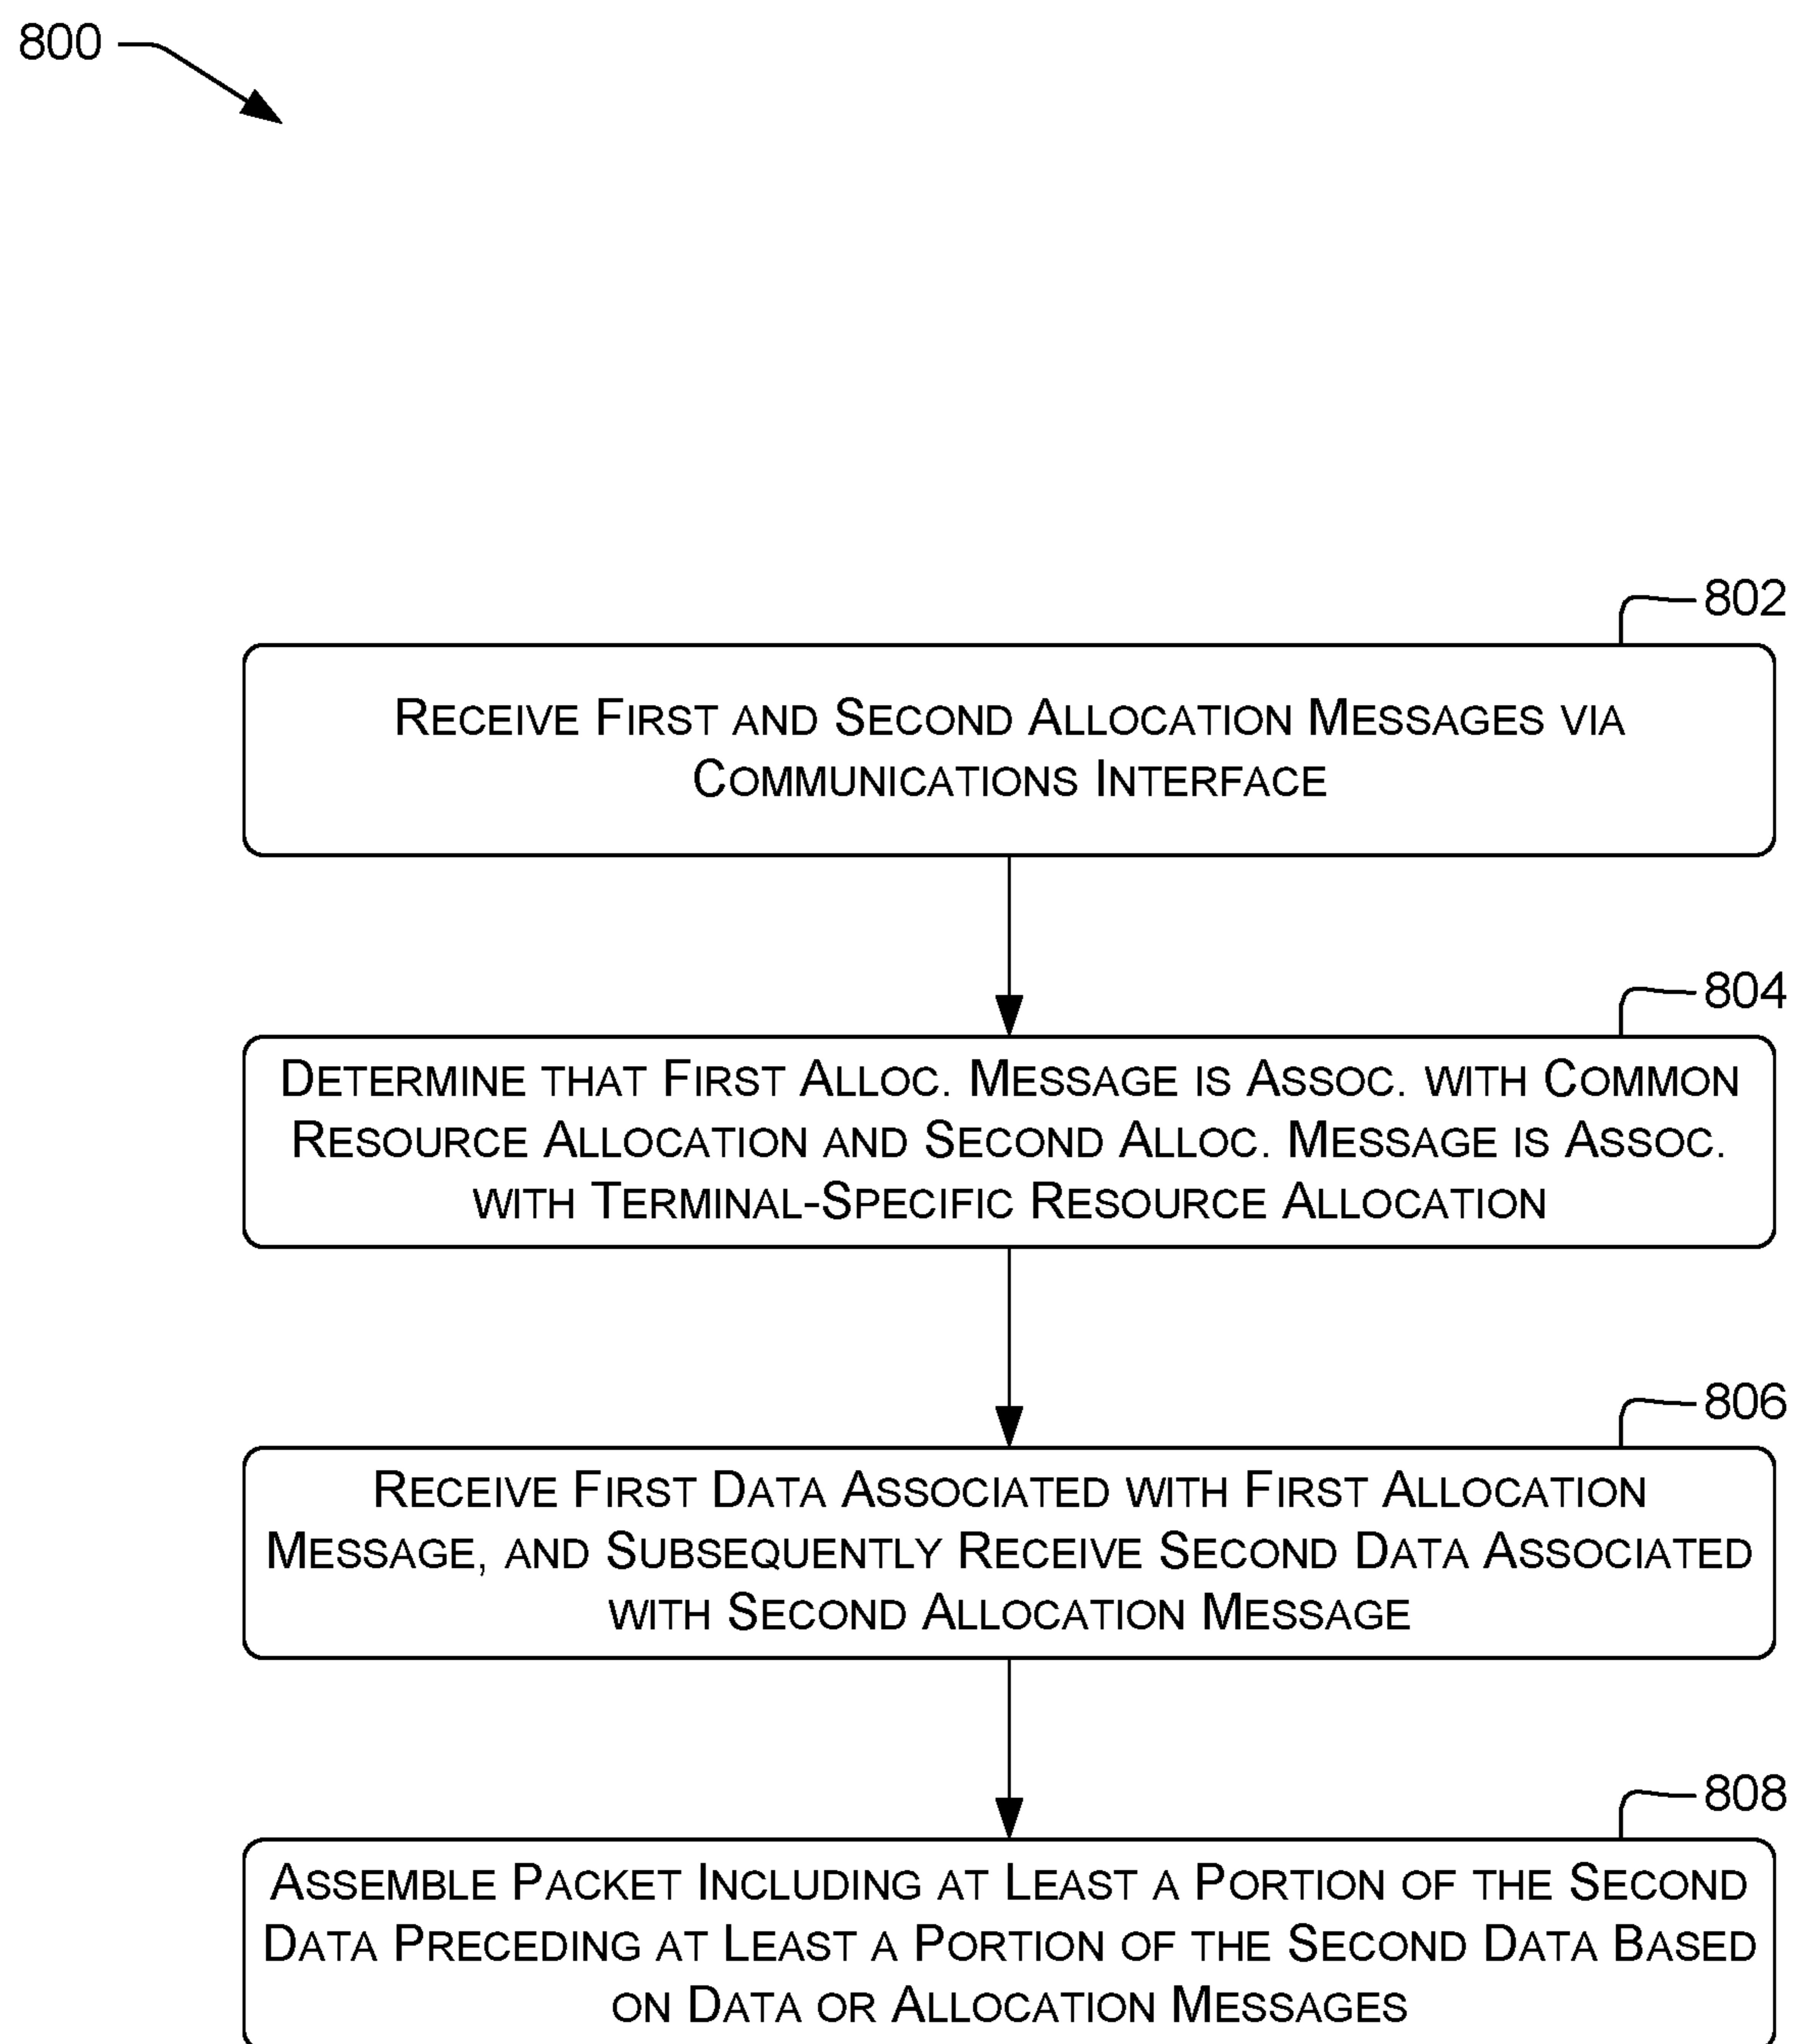 800
802
RECEIVE FIRST AND SECOND ALLOCATION MESSAGES VIA
COMMUNICATIONS INTERFACE
804
DETERMINE THAT FIRST ALLOC. MESSAGE IS ASSOC. WITH COMMON
RESOURCE ALLOCATION AND SECOND ALLOC. MESSAGE IS ASSOC.
WITH TERMINAL-SPECIFIC RESOURCE ALLOCATION
806
RECEIVE FIRST DATA ASSOCIATED WITH FIRST ALLOCATION
MESSAGE, AND SUBSEQUENTLY RECEIVE SECOND DATA ASSOCIATED
WITH SECOND ALLOCATION MESSAGE
808
ASSEMBLE PACKET INCLUDING AT LEAST A PORTION OF THE SECOND
DATA PRECEDING AT LEAST A PORTION OF THE SECOND DATA BASED
ON DATA OR ALLOCATION MESSAGES